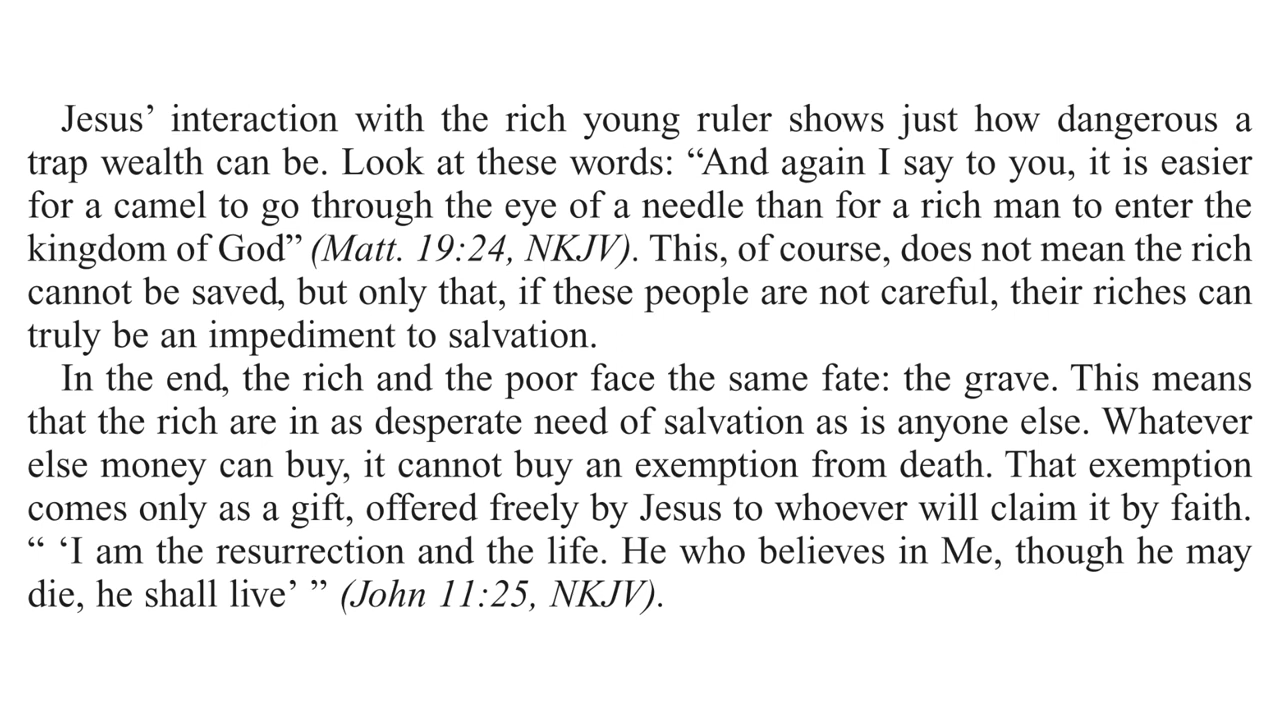 Jesus’ interaction with the rich young ruler shows just how dangerous a
trap wealth can be. Look at these words: “And again I say to you, it is easier
for a camel to go through the eye of a needle than for a rich man to enter the
kingdom of God” (Matt. 19:24, NKJV). This, of course, does not mean the rich
cannot be saved, but only that, if these people are not careful, their riches can
truly be an impediment to salvation.
In the end, the rich and the poor face the same fate: the grave. This means
that the rich are in as desperate need of salvation as is anyone else. Whatever
else money can buy, it cannot buy an exemption from death. That exemption
comes only as a gift, offered freely by Jesus to whoever will claim it by faith.
“ ‘I am the resurrection and the life. He who believes in Me, though he may
die, he shall live’ ” (John 11:25, NKJV).